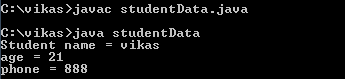 C:\vikas>javac studentData.java
C:\vikas>java studentData
Student name = vikas
age = 21
phone = 888